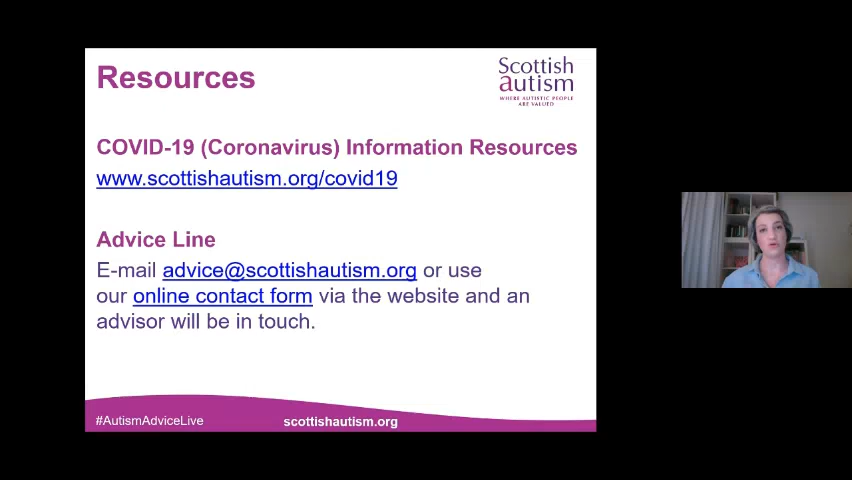 Resources
Scottish
autism
WHERE AUTISTIC PEOPLE
ARE VALUED
COVID-19 (Coronavirus) Information Resources
www.scottishautism.org/covid19
Advice Line
E-mail advice@scottishautism.org or use
our online contact form via the website and an
advisor will be in touch.
#AutismAdviceLive
scottishautism.org